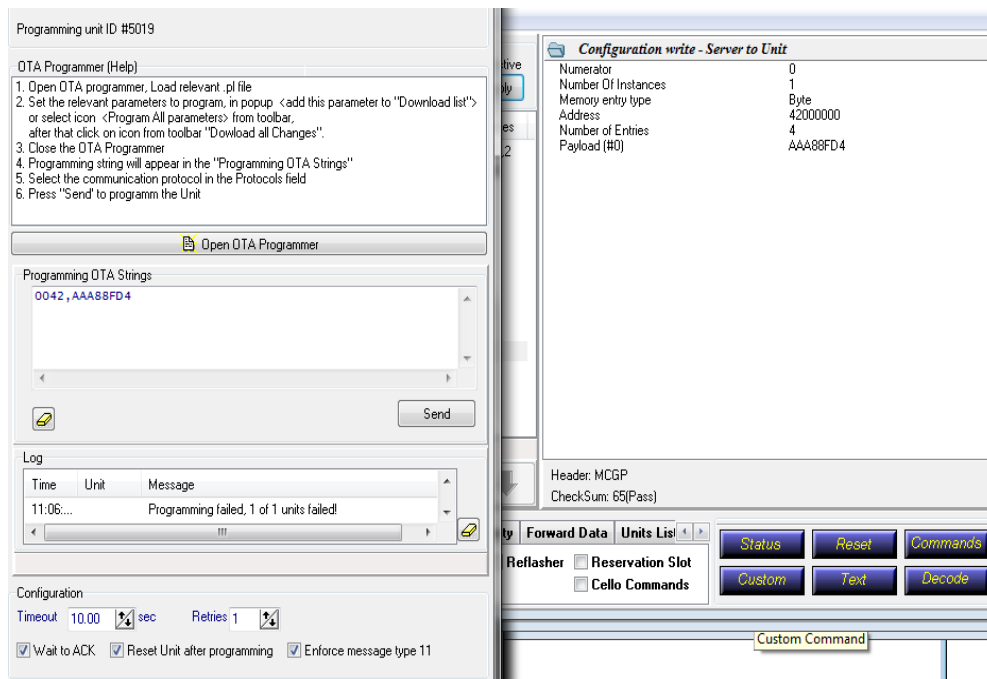 Programming unit ID #5019
OTA Programmer (Help)
1. Open OTA programmer, Load relevant .pl file
2. Set the relevant parameters to program, in popup <add this parameter to "Download list">
or select icon <Program All parameters> from toolbar,
after that click on icon from toolbar "Dowload all Changes".
3. Close the OTA Programmer
4. Programming string will appear in the "Programming OTA Strings"
5. Select the communication protocol in the Protocols field
6. Press "Send' to programm the Unit
Open OTA Programmer
Programming OTA Strings
0042,AAA88FD4
Send
Log
Time Unit Message
11:06:... Programming failed, 1 of 1 units failed!
Configuration
Timeout 10.00 sec Retries 1
Wait to ACK Reset Unit after programming Enforce message type 11
tive
ly
es
,2
Configuration write - Server to Unit
Numerator 0
Number Of Instances 1
Memory entry type Byte
Address 42000000
Number of Entries 4
Payload (#0) AAA88FD4
Header: MCGP
CheckSum: 65(Pass)
ty Forward Data Units Lis
Reflasher Reservation Slot
Cello Commands
Status Reset Commands
Custom Text Decode
Custom Command